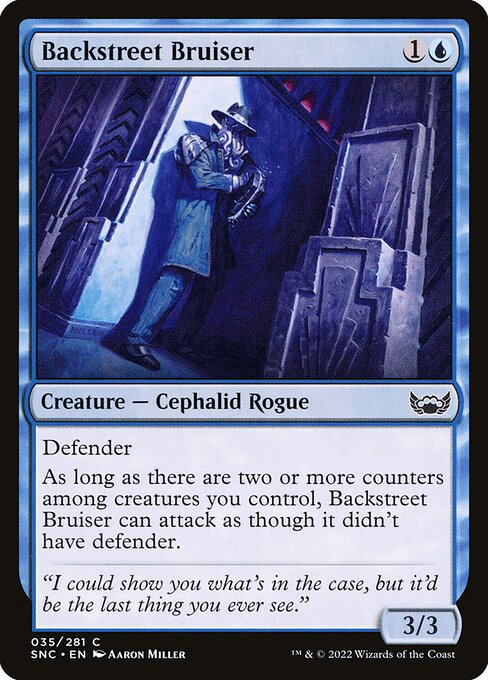 Backstreet Bruiser 1
MILLER
Creature — Cephalid Rogue
Defender
As long as there are two or more counters
among creatures you control, Backstreet
Bruiser can attack as though it didn't
have defender.
“I could show you what's in the case, but it'd
be the last thing you ever see.”
3/3
035/281 C
SNC • EN Aaron Miller ™ & © 2022 Wizards of the Coast